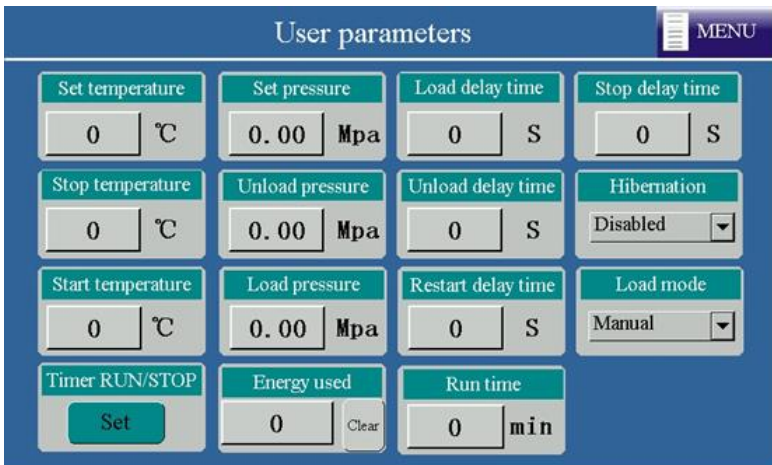 User parameters
MENU
Set temperature
0 ℃
Set pressure
0.00 Mpa
Load delay time
0 S
Stop delay time
0 S
Stop temperature
0 ℃
Unload pressure
0.00 Mpa
Unload delay time
0 S
Hibernation
Disabled
Start temperature
0 ℃
Load pressure
0.00 Mpa
Restart delay time
0 S
Load mode
Manual
Timer RUN/STOP
Set
Energy used
0 Clear
Run time
0 min